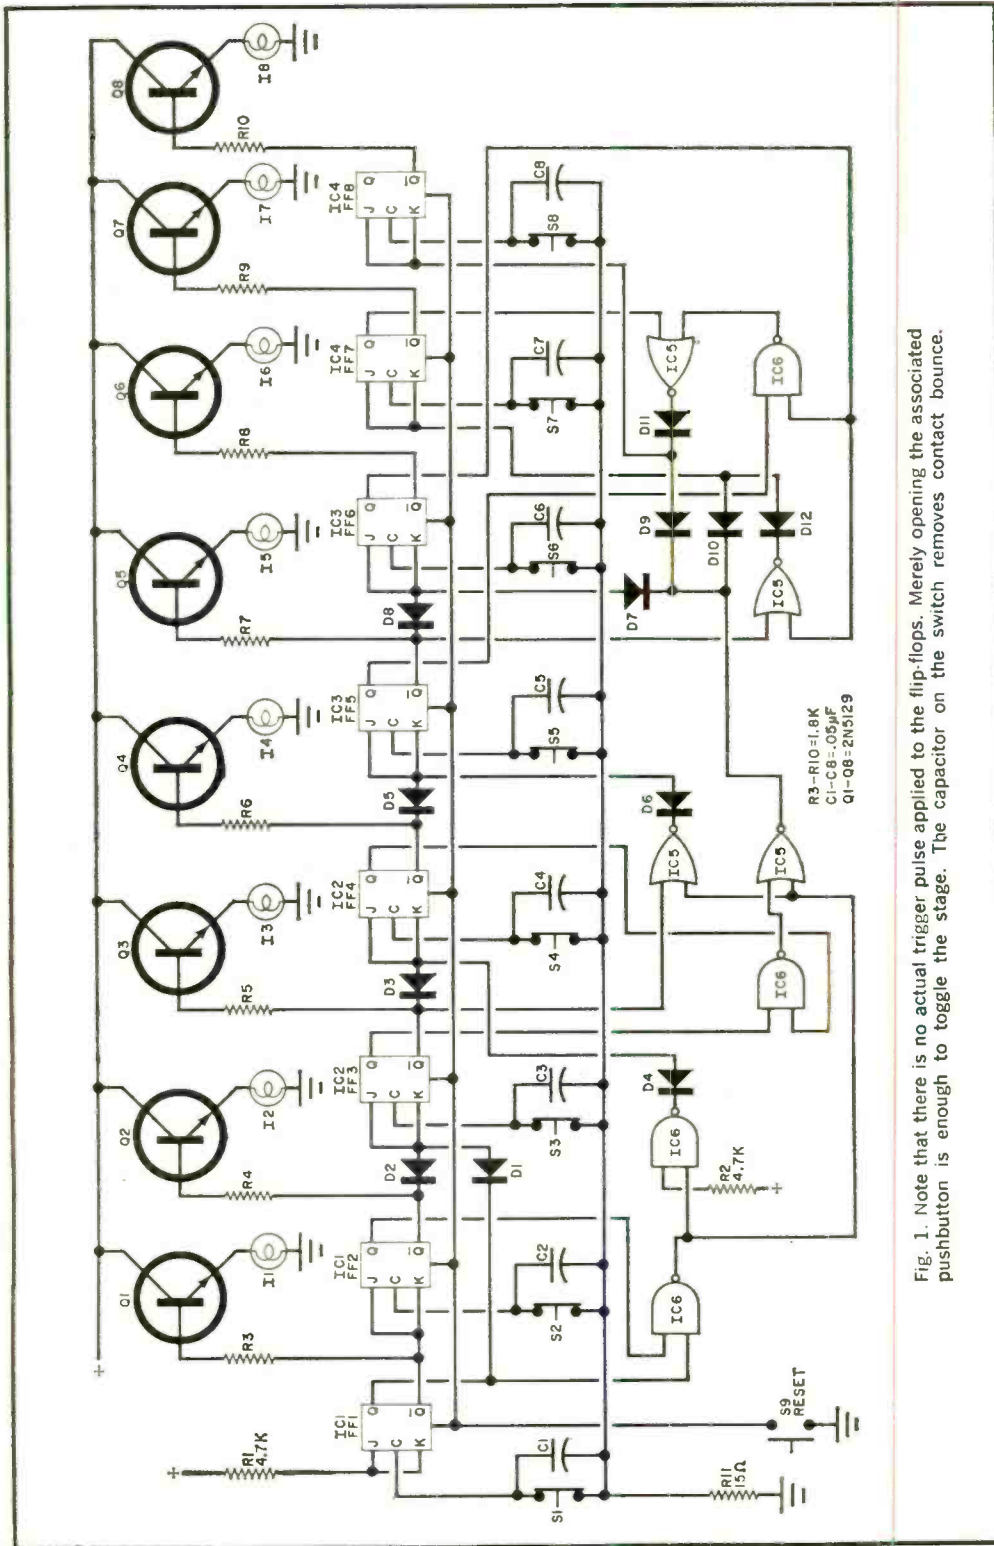 Q1
Q2
Q3
Q4
Q5
Q6
Q7
Q8
+
I1
I2
I3
I4
I5
I6
I7
I8
R1
4.7K
+
R3
R4
R5
R6
R7
R8
R9
R10
IC1
FF1
J Q
C
K Q̅
IC1
FF2
J Q
C
K Q̅
IC2
FF3
J Q
C
K Q̅
IC2
FF4
J Q
C
K Q̅
IC3
FF5
J Q
C
K Q̅
IC3
FF6
J Q
C
K Q̅
IC4
FF7
J Q
C
K Q̅
IC4
FF8
J Q
C
K Q̅
D2
D3
D5
D8
D1
S1
C1
S2
C2
S3
C3
S4
C4
S5
C5
S6
C6
S7
C7
S8
C8
R11
15Ω
S9
RESET
IC6
IC6
D4
R2
4.7K
+
IC5
D6
IC6
IC5
D7
D9
D11
IC5
D10
D12
IC5
IC6
R3-R10=1.8K
C1-C8=.05µF
Q1-Q8=2N5129
Fig. 1. Note that there is no actual trigger pulse applied to the flip-flops. Merely opening the associated
pushbutton is enough to toggle the stage. The capacitor on the switch removes contact bounce.